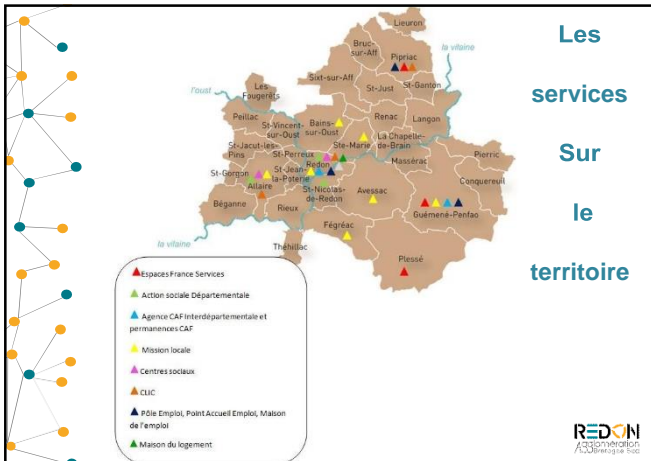 Les
services
Sur
le
territoire
Lieuron
Bruc-
sur-Aff
Pipriac
la vilaine
Sixt-sur-Aff
St-Just
St-Ganton
Les
Fougerêts
l'oust
Peillac
St-Vincent-
sur-Oust
Bains-
sur-Oust
Renac
Langon
Ste-Marie
La Chapelle-
de-Brain
St-Jacut-les-
Pins
St-Perreux
Redon
Massérac
Pierric
St-Gorgon
St-Jean-
la-Poterie
Conquereuil
Allaire
St-Nicolas-
de-Redon
Avessac
Guémené-Penfao
Béganne
Rieux
Fégréac
la vilaine
Théhillac
Plessé
Espaces France Services
Action sociale Départementale
Agence CAF Interdépartementale et
permanences CAF
Mission locale
Centres sociaux
CLIC
Pôle Emploi, Point Accueil Emploi, Maison
de l'emploi
Maison du logement
REDON
Agglomération
Bretagne Sud